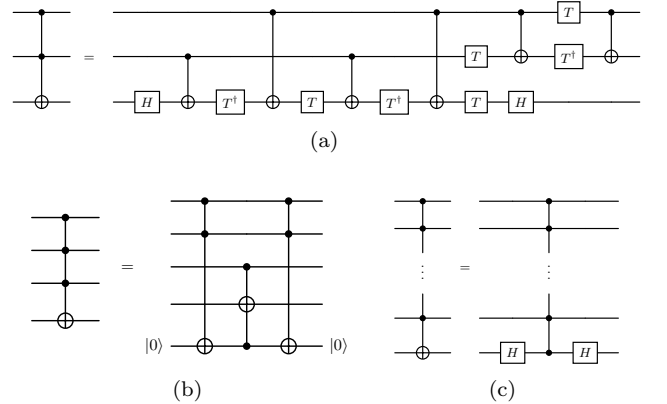 T
= T T†
H T† T T† T H
(a)
= =
|0⟩ |0⟩ H H
(b) (c)